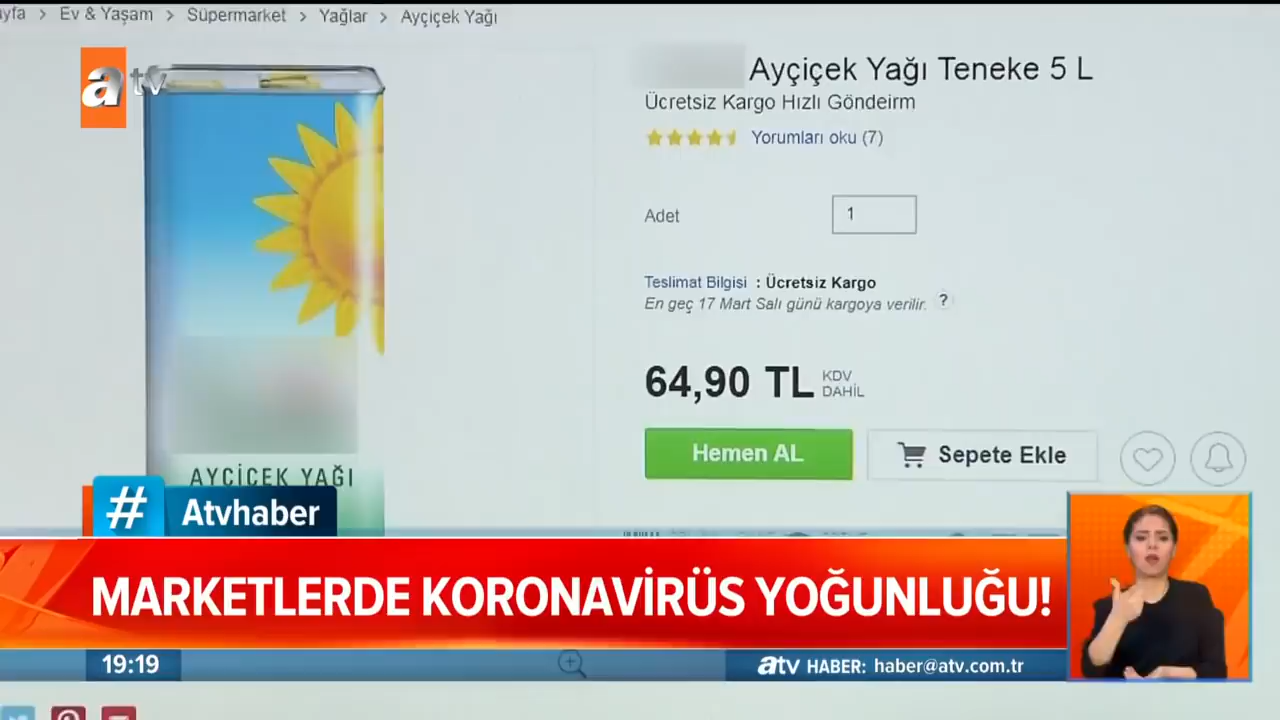 Ev & Yaşam > Süpermarket > Yağlar > Ayçiçek Yağı
atv
Ayçiçek Yağı Teneke 5 L
Ücretsiz Kargo Hızlı Göndeirm
Yorumları oku (7)
Adet
1
Teslimat Bilgisi : Ücretsiz Kargo
En geç 17 Mart Salı günü kargoya verilir. ?
64,90 TL KDV DAHİL
Hemen AL
Sepete Ekle
AYÇİÇEK YAĞI
# Atvhaber
MARKETLERDE KORONAVİRÜS YOĞUNLUĞU!
19:19
atv HABER: haber@atv.com.tr